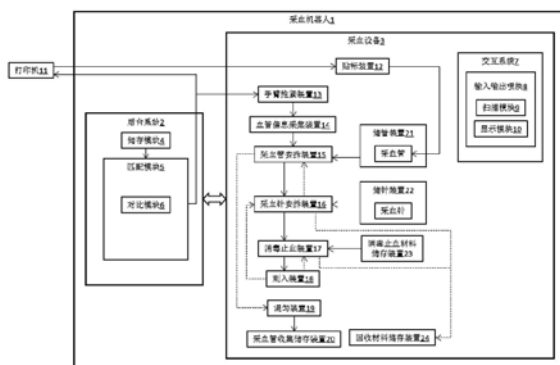 采血机器人1
采血设备3
打印机11
贴标装置12
交互系统7
输入输出模块8
扫描模块9
显示模块10
手臂抱紧装置13
后台系统2
储存模块4
匹配模块5
对比模块6
血管信息采集装置14
储管装置21
采血管
采血管安拆装置15
储针装置22
采血针
采血针安拆装置16
消毒止血装置17
消毒止血材料
储存装置23
刺入装置18
混匀装置19
采血管收集储存装置20
回收材料储存装置24